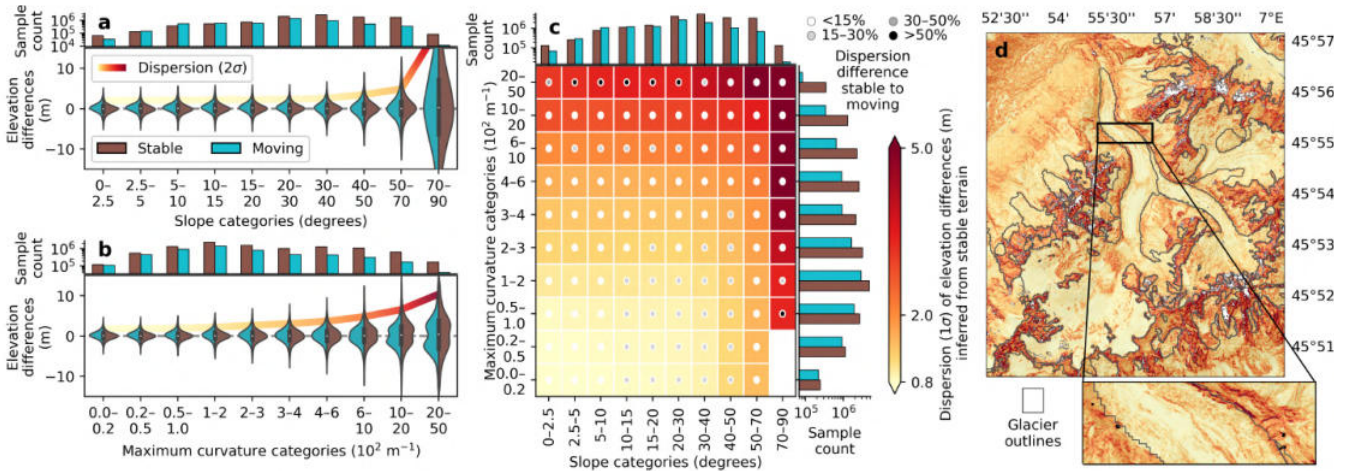 a
Sample
count
10⁶
10⁵
10⁴
Elevation
differences
(m)
10
0
−10
Dispersion (2σ)
Stable
Moving
0–
2.5
2.5–
5
5–
10
10–
15
15–
20
20–
30
30–
40
40–
50
50–
70
70–
90
Slope categories (degrees)
b
Sample
count
10⁶
10⁵
Elevation
differences
(m)
10
0
−10
0.0–
0.2
0.2–
0.5
0.5–
1.0
1–2
2–3
3–4
4–6
6–
10
10–
20
20–
50
Maximum curvature categories (10² m⁻¹)
c
Sample
count
10⁶
10⁵
<15%
15–30%
30–50%
>50%
Dispersion
difference
stable to
moving
Maximum curvature categories (10² m⁻¹)
20–
50
10–
20
6–
10
4–6
3–4
2–3
1–2
0.5–
1.0
0.2–
0.5
0.0–
0.2
0–2.5
2.5–5
5–10
10–15
15–20
20–30
30–40
40–50
50–70
70–90
Slope categories (degrees)
10⁵
10⁶
Sample
count
5.0
2.0
0.8
Dispersion (1σ) of elevation differences (m)
inferred from stable terrain
52'30''
54'
55'30''
57'
58'30''
7°E
d
45°57
45°56
45°55
45°54
45°53
45°52
45°51
Glacier
outlines